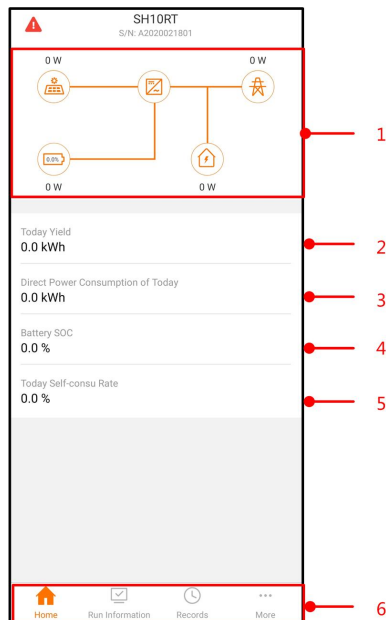 SH10RT
S/N: A2020021801
0 W
0 W
0.0%
0 W
0 W
1
Today Yield
0.0 kWh
2
Direct Power Consumption of Today
0.0 kWh
3
Battery SOC
0.0 %
4
Today Self-consu Rate
0.0 %
5
Home
Run Information
Records
More
6